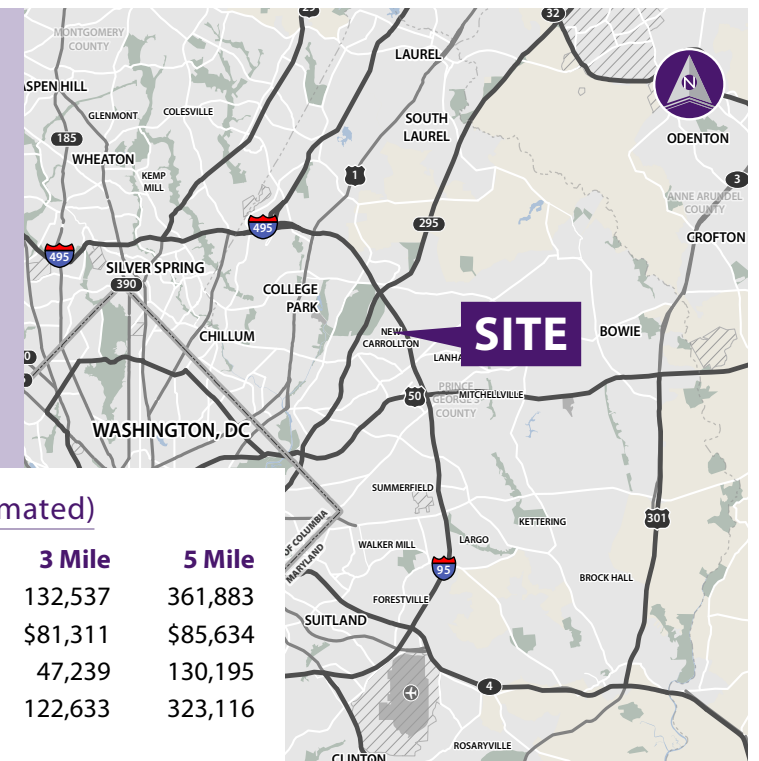 32
MONTGOMERY
COUNTY
LAUREL
N
GLENMONT
COLESVILLE
SOUTH
LAUREL
185
WHEATON
ODENTON
KEMP
MILL
1
3
ANNE ARUNDEL
COUNTY
295
495
CROFTON
495
SILVER SPRING
390
COLLEGE
PARK
CHILLUM
NEW
CARROLLTON
SITE
BOWIE
PRINCE
GEORGE'S
COUNTY
50
MITCHELLVILLE
WASHINGTON, DC
SUMMERFIELD
KETTERING
301
OF COLUMBIA
MARYLAND
WALKER MILL
LARGO
95
BROCK HALL
FORESTVILLE
SUITLAND
4
ROSARYVILLE
CLINTON
mated)
3 Mile 5 Mile
132,537 361,883
$81,311 $85,634
47,239 130,195
122,633 323,116